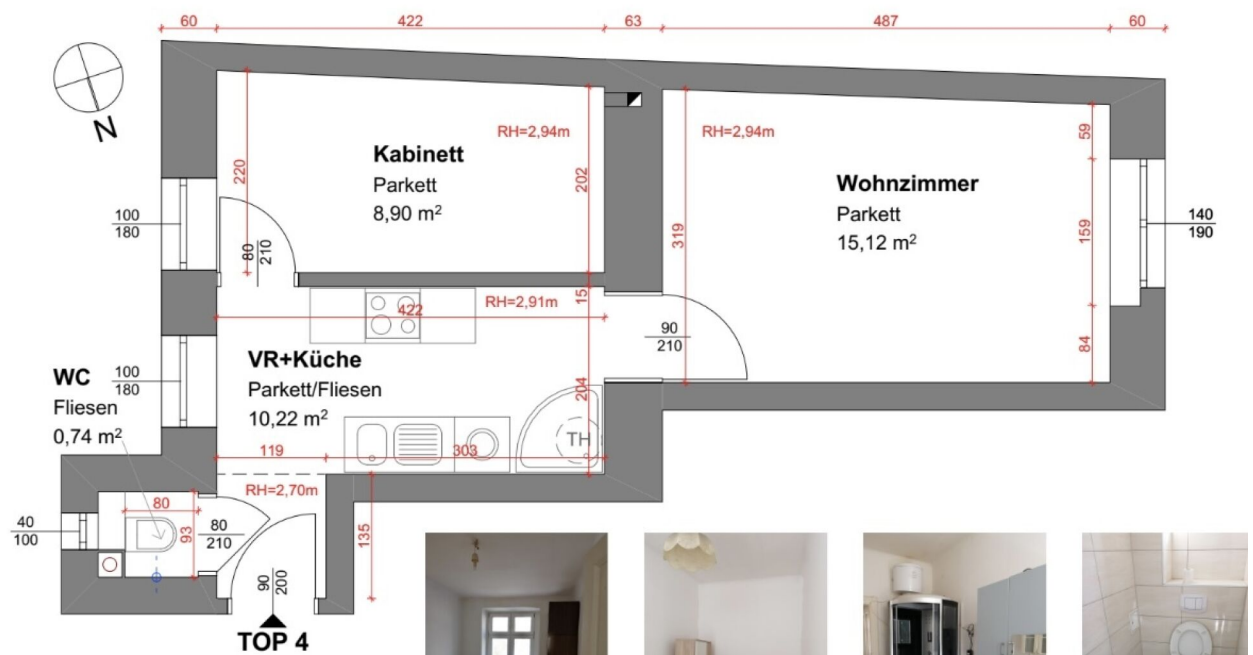 60
422
63
487
60
N
RH=2,94m
RH=2,94m
59
Kabinett
Parkett
8,90 m²
220
202
Wohnzimmer
Parkett
15,12 m²
100
180
80
210
319
159
140
190
15
RH=2,91m
422
90
210
84
VR+Küche
Parkett/Fliesen
10,22 m²
100
180
WC
Fliesen
0,74 m²
204
TH
119
303
RH=2,70m
80
93
80
210
40
100
135
90
200
TOP 4